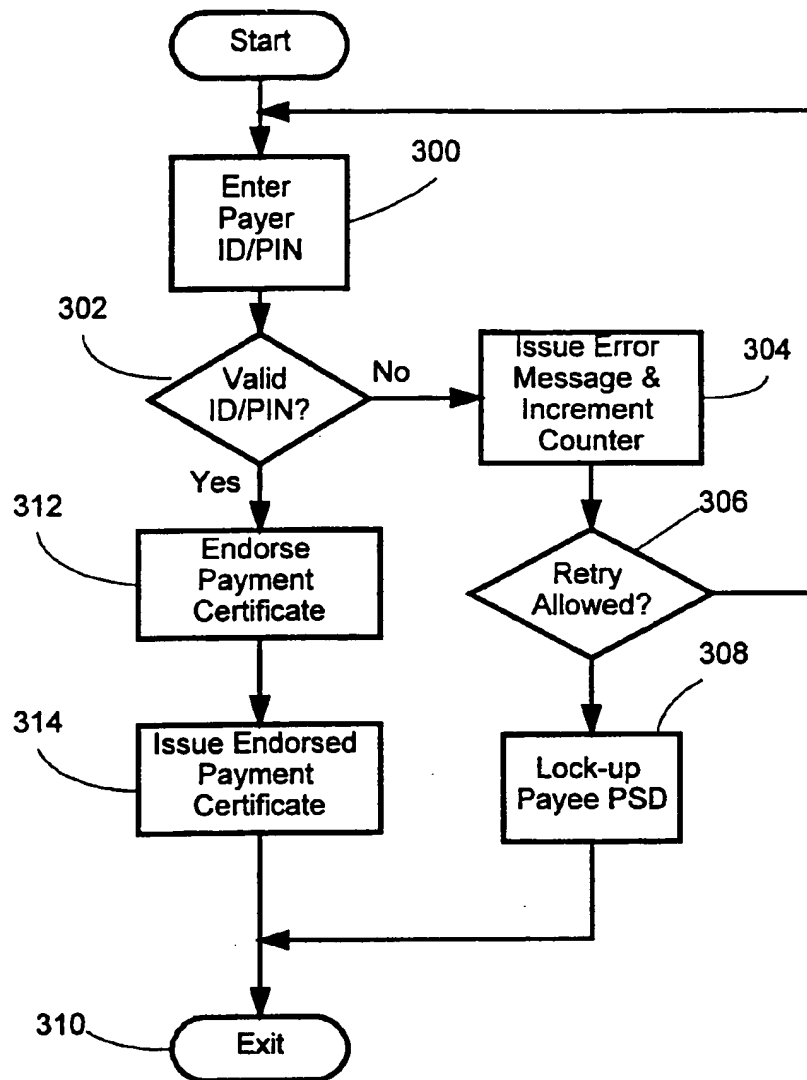 Start
300
Enter
Payer
ID/PIN
302
Valid
ID/PIN?
No
Yes
Issue Error
Message &
Increment
Counter
304
306
Retry
Allowed?
312
Endorse
Payment
Certificate
308
Lock-up
Payee PSD
314
Issue Endorsed
Payment
Certificate
310
Exit